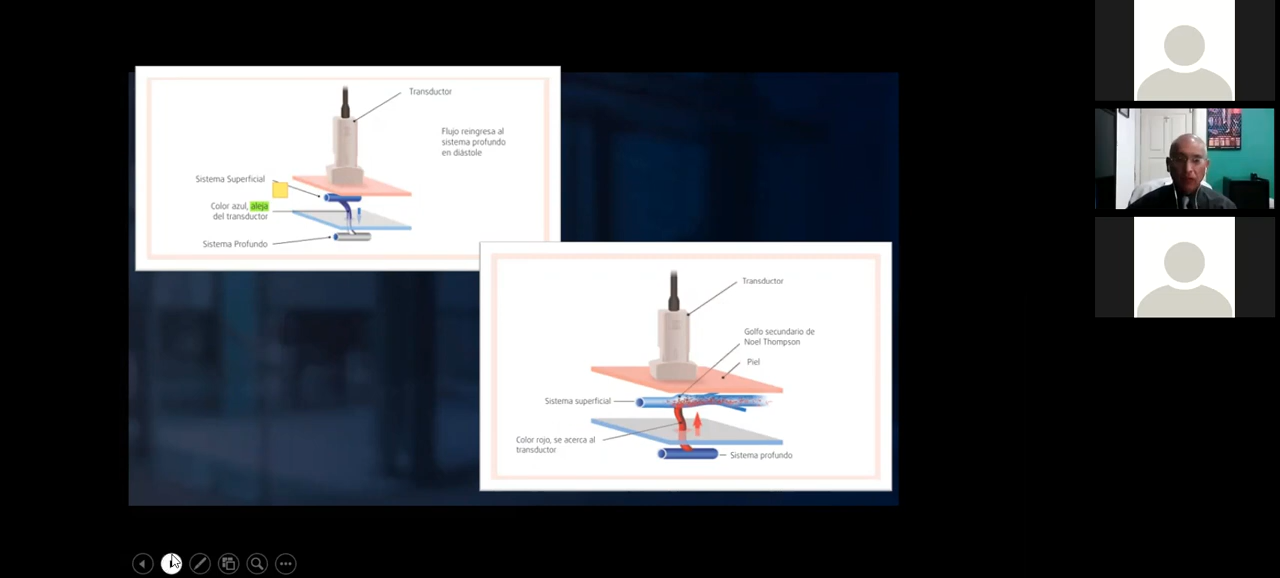 Transductor
Flujo reingresa al
sistema profundo
en diástole
Sistema Superficial
Color azul, aleja
del transductor
Sistema Profundo
Transductor
Golfo secundario de
Noel Thompson
Piel
Sistema superficial
Color rojo, se acerca al
transductor
Sistema profundo